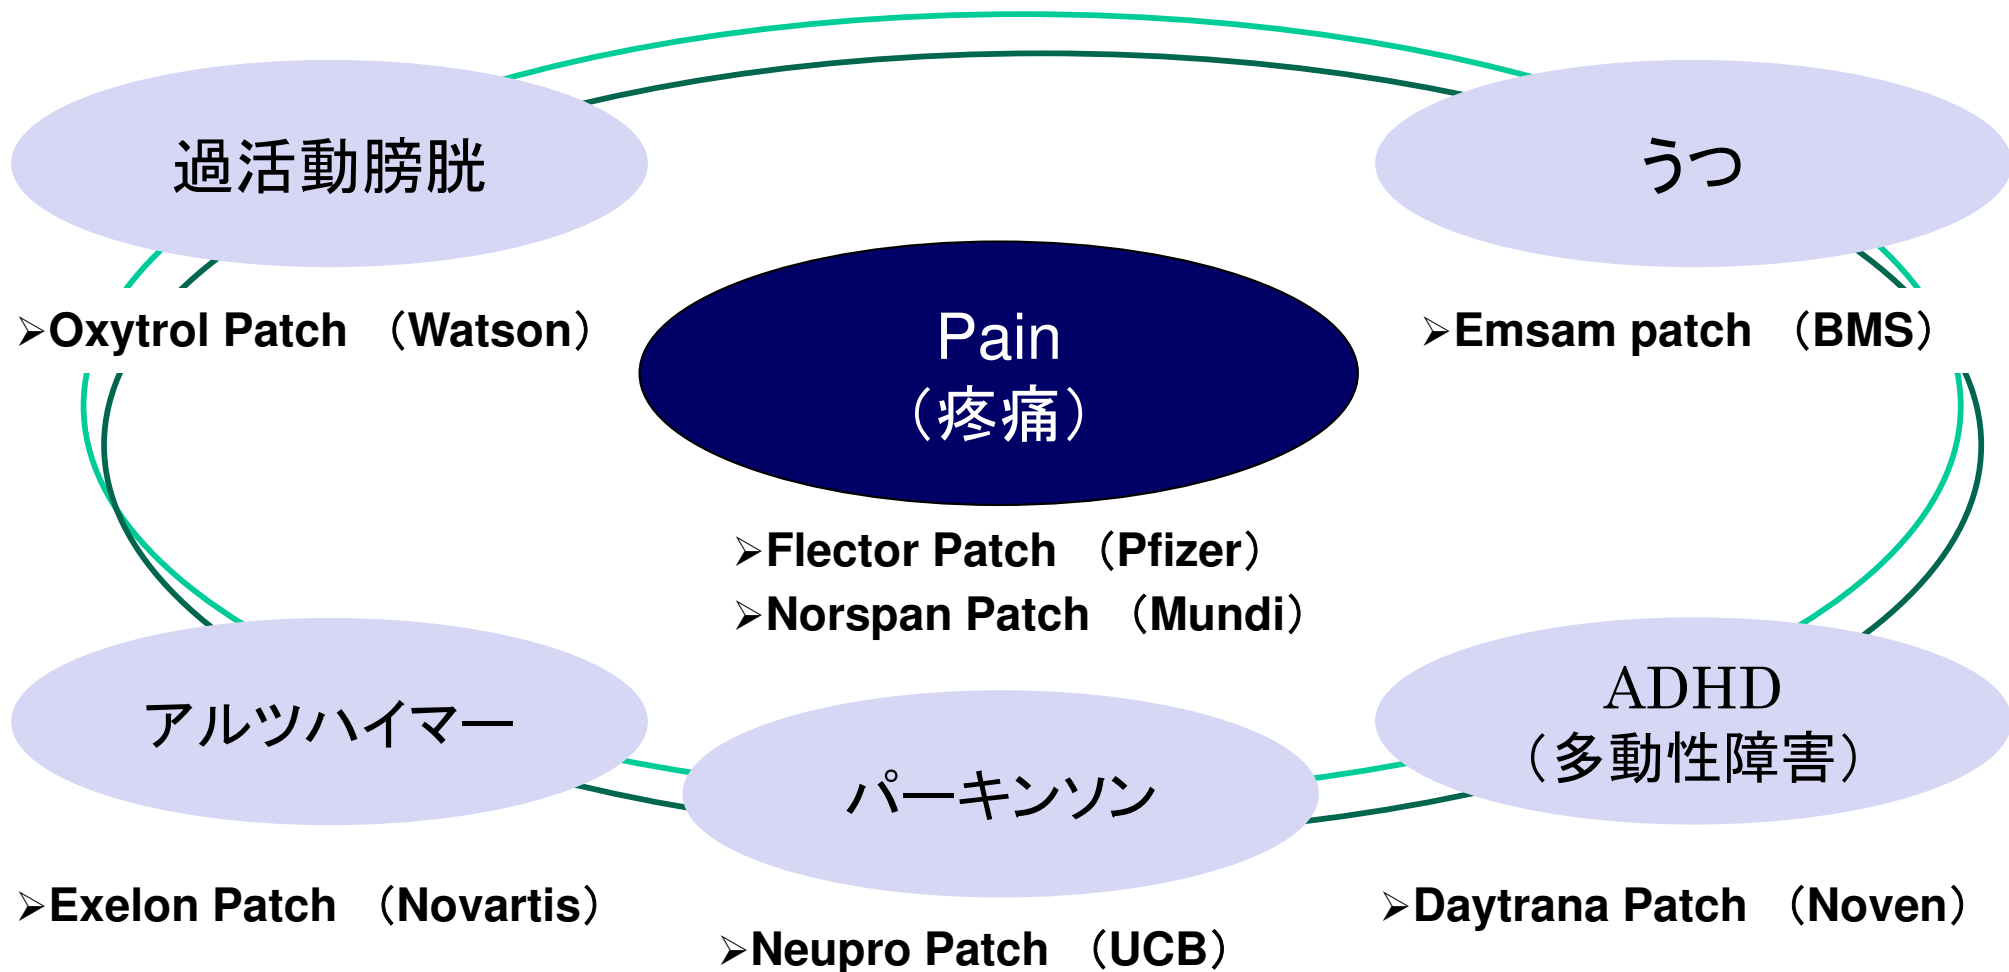 過活動膀胱
うつ
➢Oxytrol Patch （Watson）
Pain
（疼痛）
➢Emsam patch （BMS）
➢Flector Patch （Pfizer）
➢Norspan Patch （Mundi）
アルツハイマー
パーキンソン
ADHD
（多動性障害）
➢Exelon Patch （Novartis）
➢Neupro Patch （UCB）
➢Daytrana Patch （Noven）